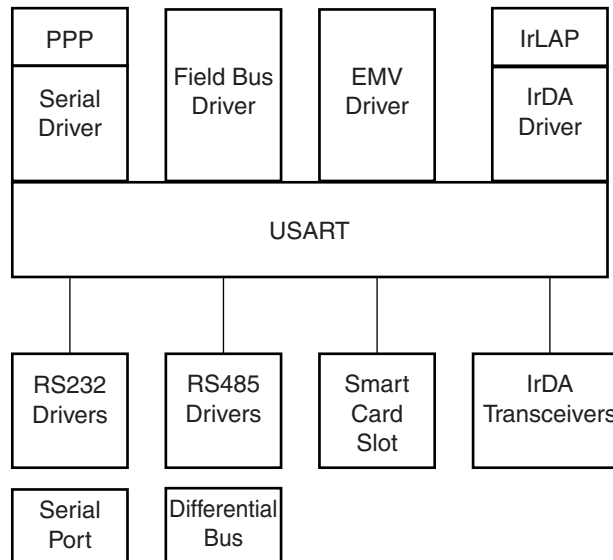 PPP
Serial
Driver
Field Bus
Driver
EMV
Driver
IrLAP
IrDA
Driver
USART
RS232
Drivers
RS485
Drivers
Smart
Card
Slot
IrDA
Transceivers
Serial
Port
Differential
Bus